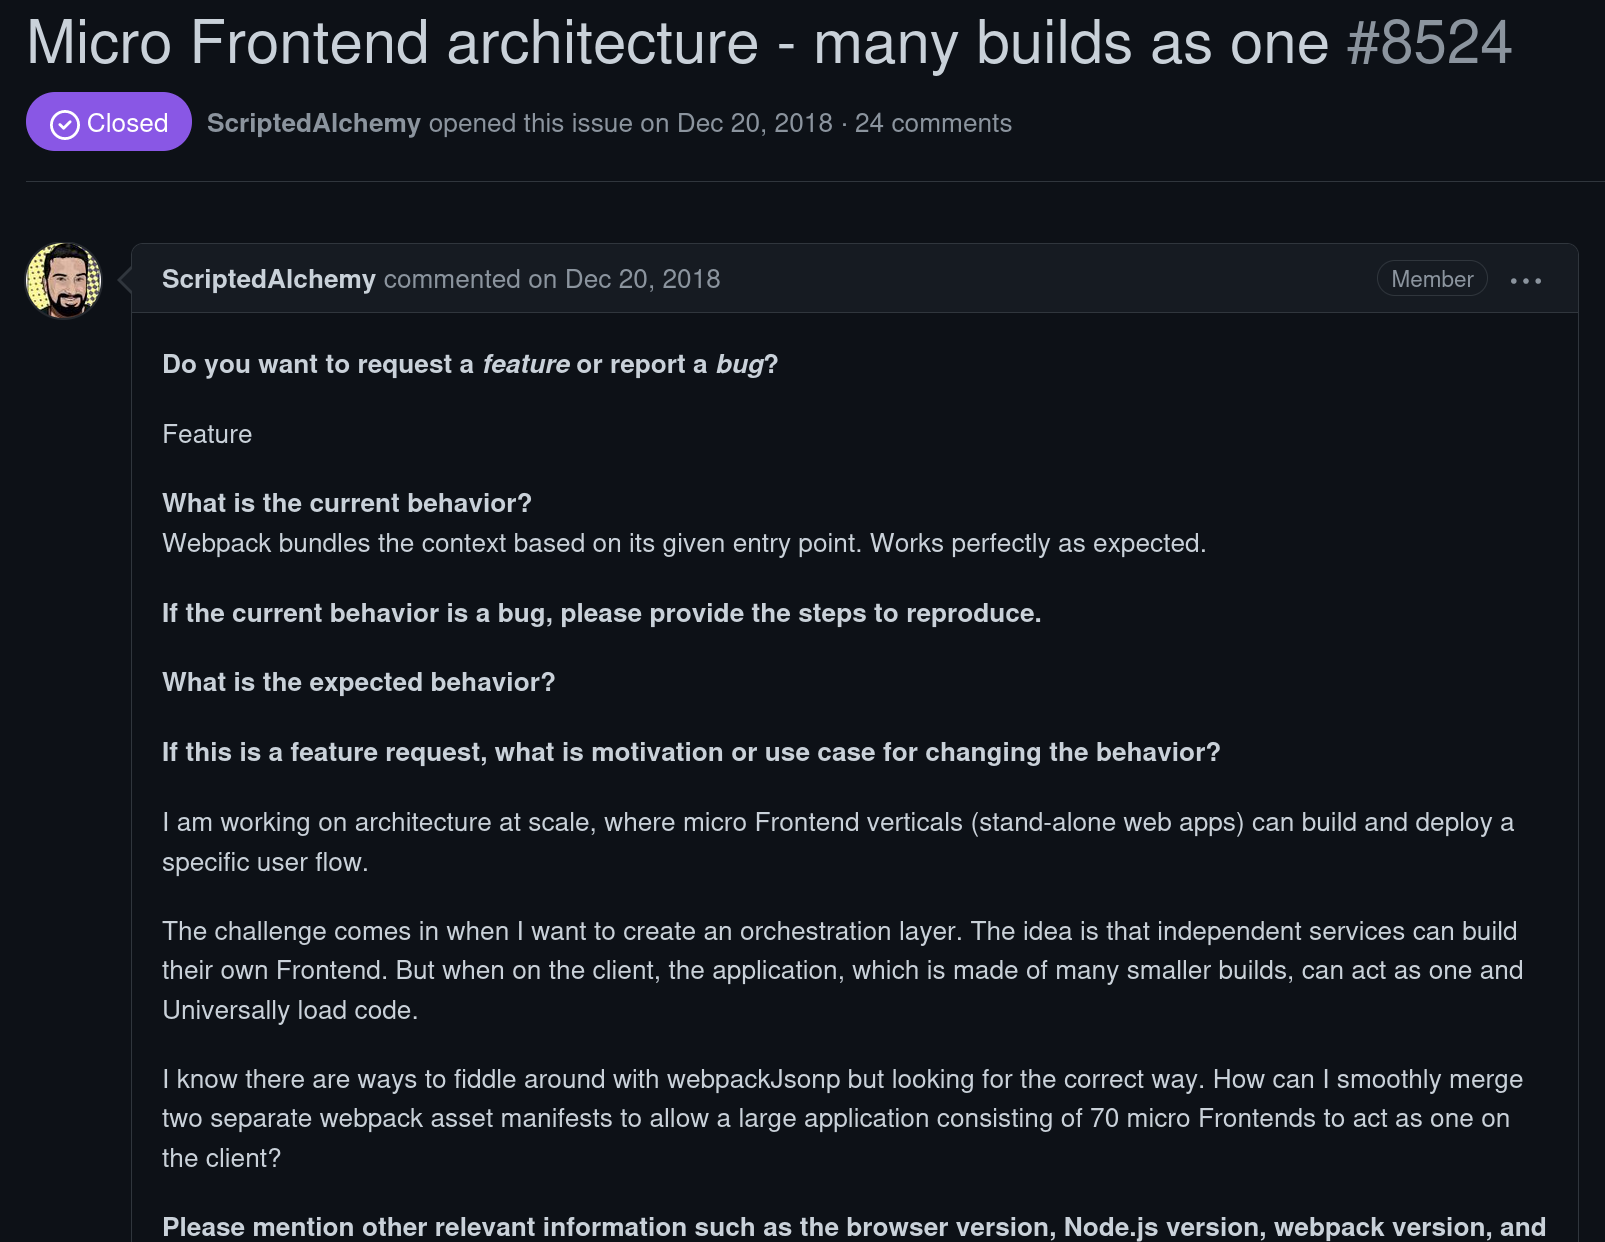 Micro Frontend architecture - many builds as one #8524
Closed ScriptedAlchemy opened this issue on Dec 20, 2018 · 24 comments
ScriptedAlchemy commented on Dec 20, 2018 Member ...
Do you want to request a feature or report a bug?
Feature
What is the current behavior?
Webpack bundles the context based on its given entry point. Works perfectly as expected.
If the current behavior is a bug, please provide the steps to reproduce.
What is the expected behavior?
If this is a feature request, what is motivation or use case for changing the behavior?
I am working on architecture at scale, where micro Frontend verticals (stand-alone web apps) can build and deploy a
specific user flow.
The challenge comes in when I want to create an orchestration layer. The idea is that independent services can build
their own Frontend. But when on the client, the application, which is made of many smaller builds, can act as one and
Universally load code.
I know there are ways to fiddle around with webpackJsonp but looking for the correct way. How can I smoothly merge
two separate webpack asset manifests to allow a large application consisting of 70 micro Frontends to act as one on
the client?
Please mention other relevant information such as the browser version, Node.js version, webpack version, and